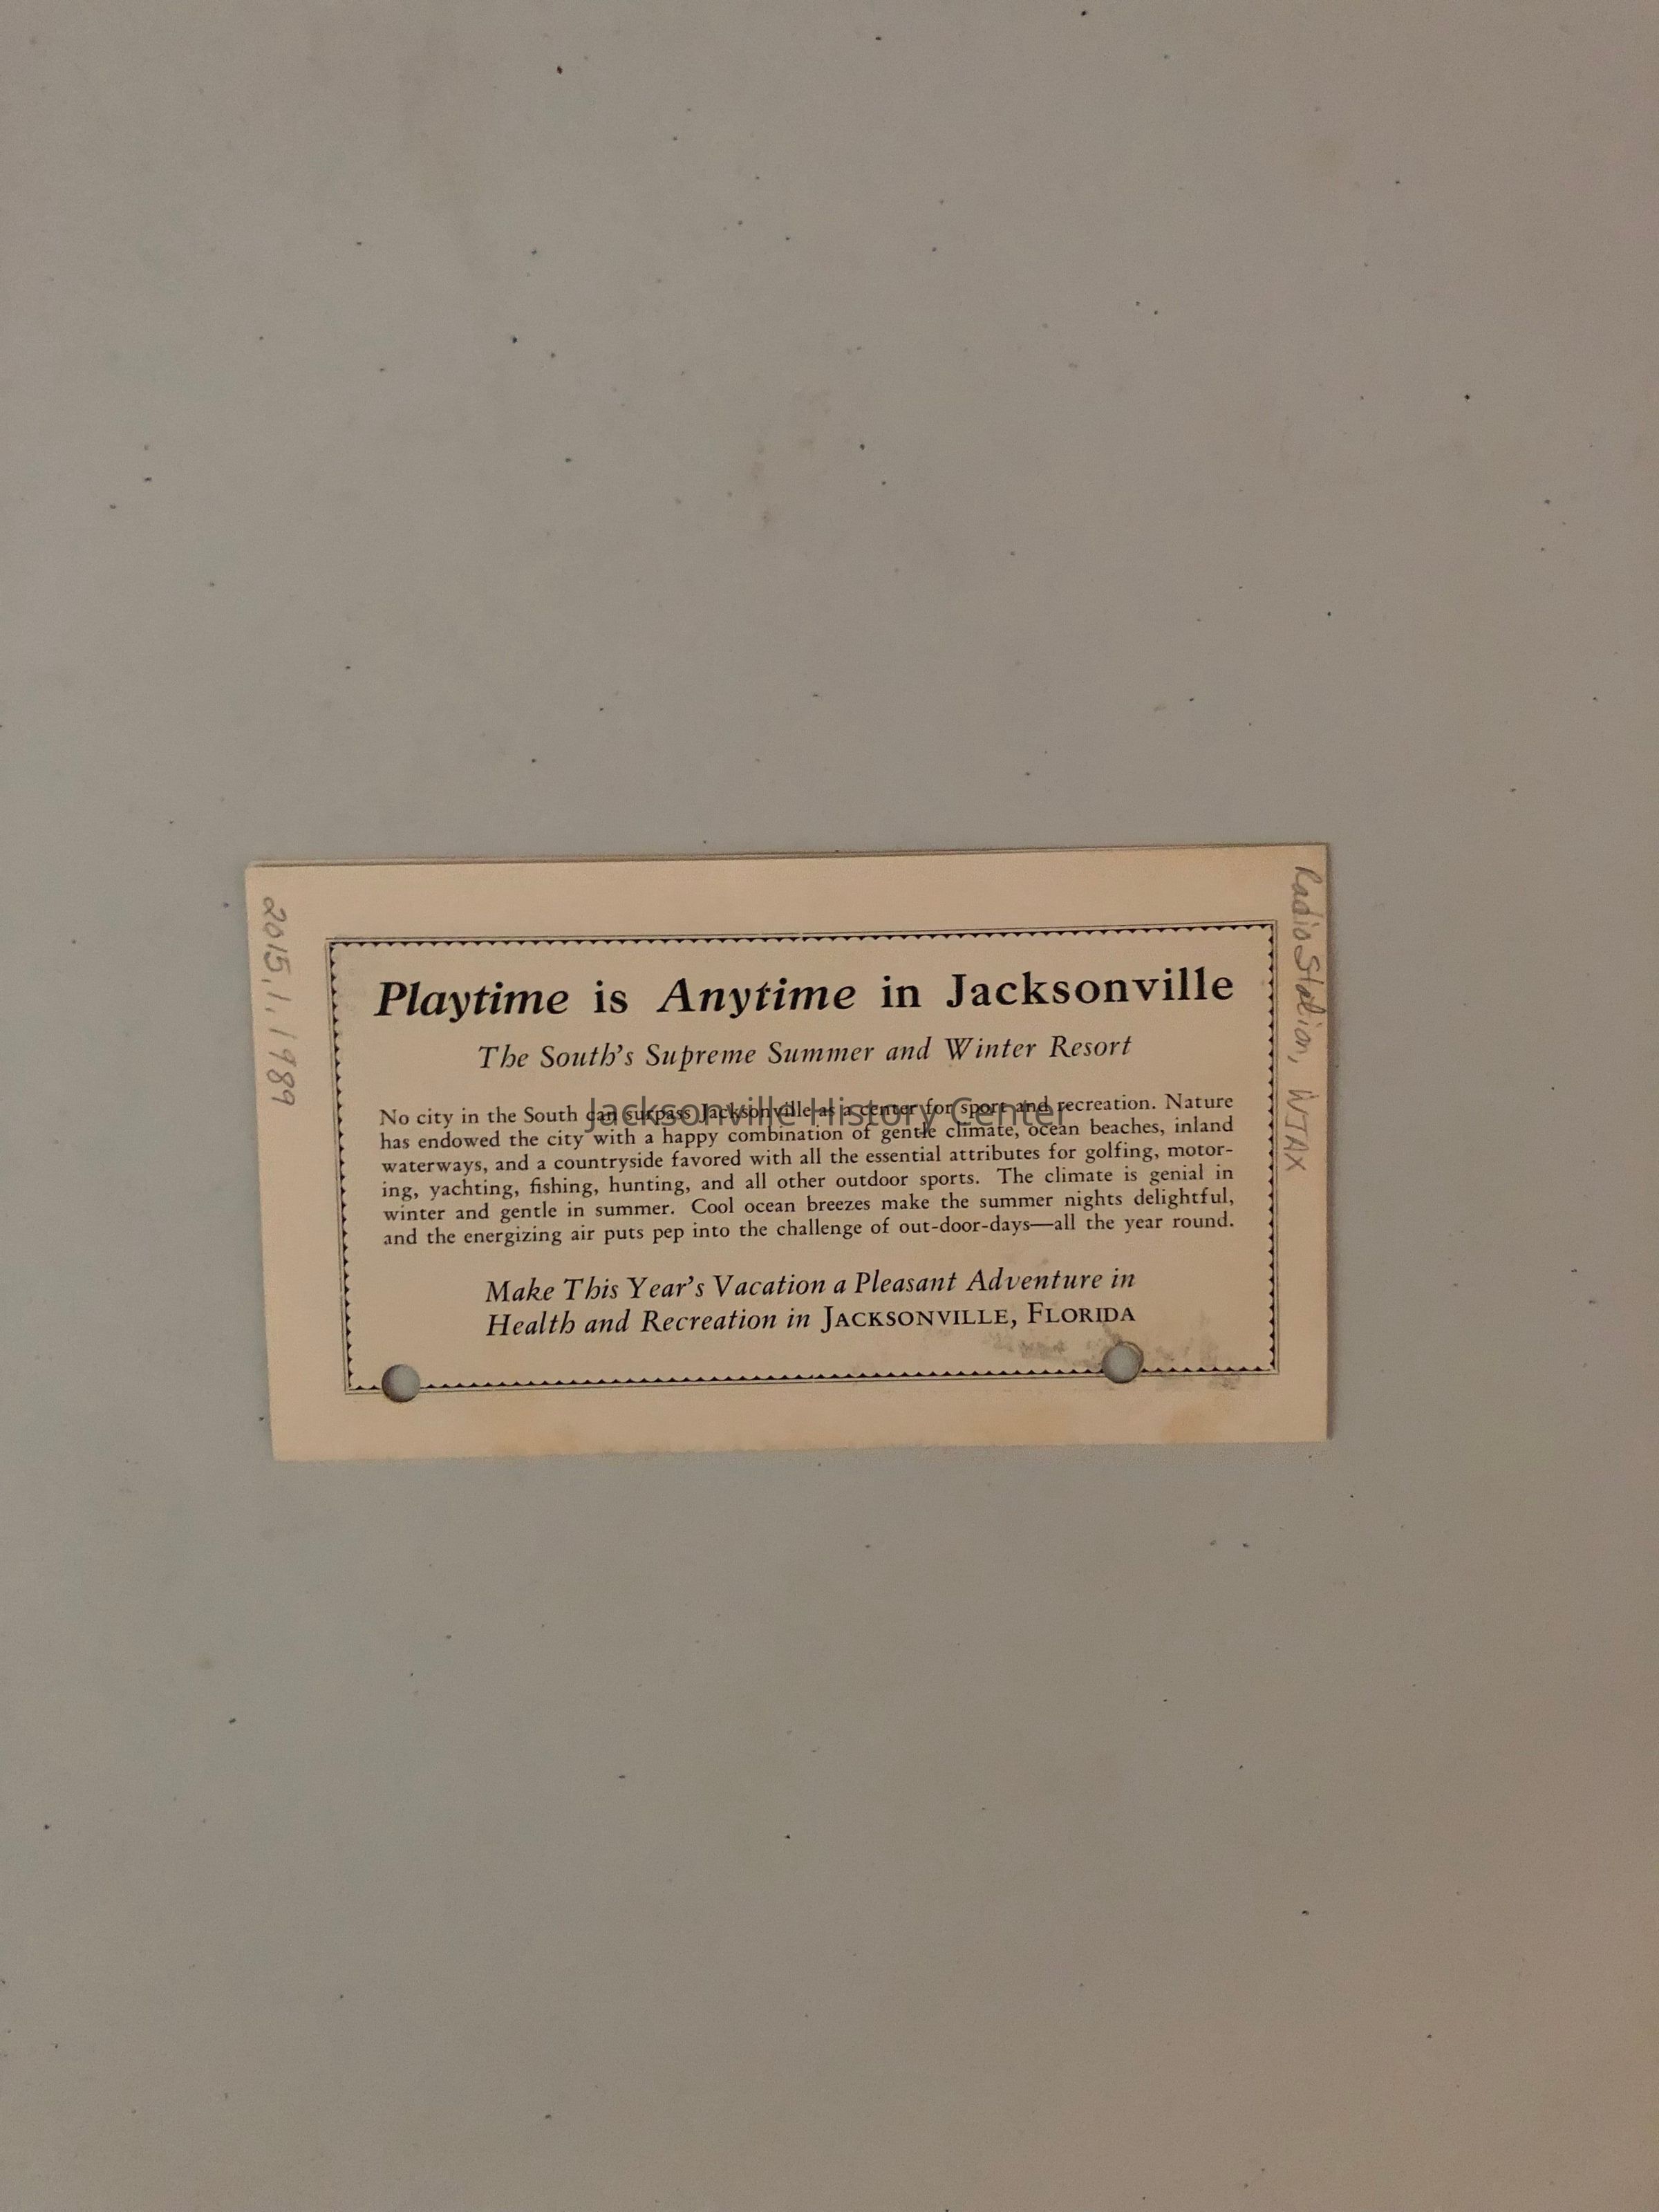 Playtime is Anytime in Jacksonville
The South's Supreme Summer and Winter Resort
No city in the South can surpass Jacksonville as a center for sport and recreation. Nature
has endowed the city with a happy combination of gentle climate, ocean beaches, inland
waterways, and a countryside favored with all the essential attributes for golfing, motor-
ing, yachting, fishing, hunting, and all other outdoor sports. The climate is genial in
winter and gentle in summer. Cool ocean breezes make the summer nights delightful,
and the energizing air puts pep into the challenge of out-door-days—all the year round.
Make This Year's Vacation a Pleasant Adventure in
Health and Recreation in JACKSONVILLE, FLORIDA
2015.1.1989
Radio Station, WJAX
Jacksonville History Center